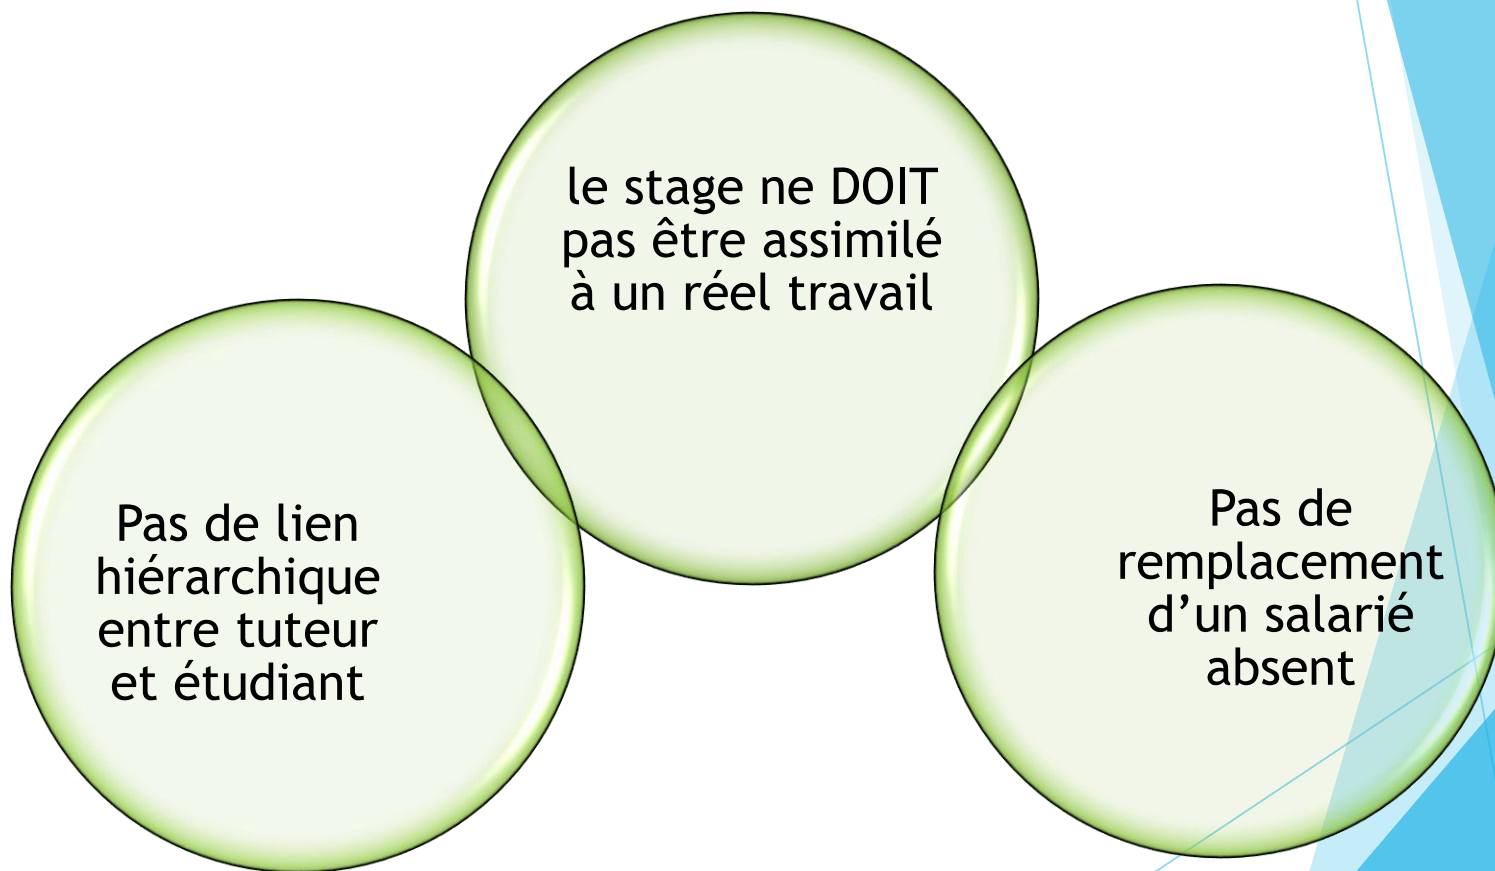 le stage ne DOIT
pas être assimilé
à un réel travail
Pas de lien
hiérarchique
entre tuteur
et étudiant
Pas de
remplacement
d’un salarié
absent